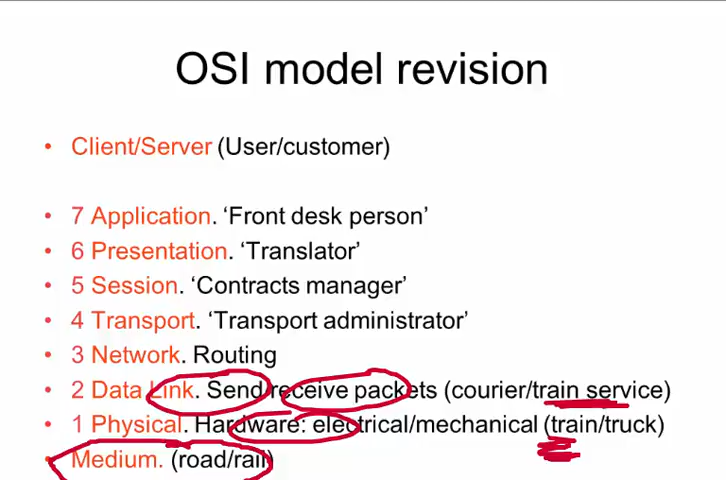 OSI model revision
• Client/Server (User/customer)
• 7 Application. ‘Front desk person’
• 6 Presentation. ‘Translator’
• 5 Session. ‘Contracts manager’
• 4 Transport. ‘Transport administrator’
• 3 Network. Routing
• 2 Data Link. Send/receive packets (courier/train service)
• 1 Physical. Hardware: electrical/mechanical (train/truck)
• Medium. (road/rail)